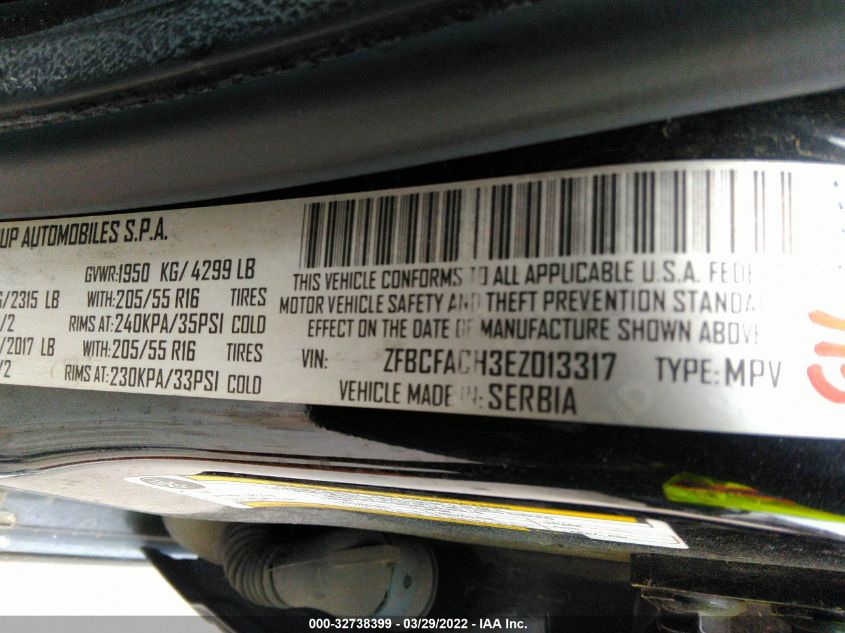 UP AUTOMOBILES S.P.A.
GVWR:1950 KG/ 4299 LB
G/2315 LB WITH:205/55 R16 TIRES
/2 RIMS AT:240KPA/35PSI COLD
/2017 LB WITH:205/55 R16 TIRES
/2 RIMS AT:230KPA/33PSI COLD
THIS VEHICLE CONFORMS TO ALL APPLICABLE U.S.A. FEDE
MOTOR VEHICLE SAFETY AND THEFT PREVENTION STANDA
EFFECT ON THE DATE OF MANUFACTURE SHOWN ABOVE
VIN: ZFBCFACH3EZ013317 TYPE:MPV
VEHICLE MADE IN: SERBIA
000-32738399 - 03/29/2022 - IAA Inc.